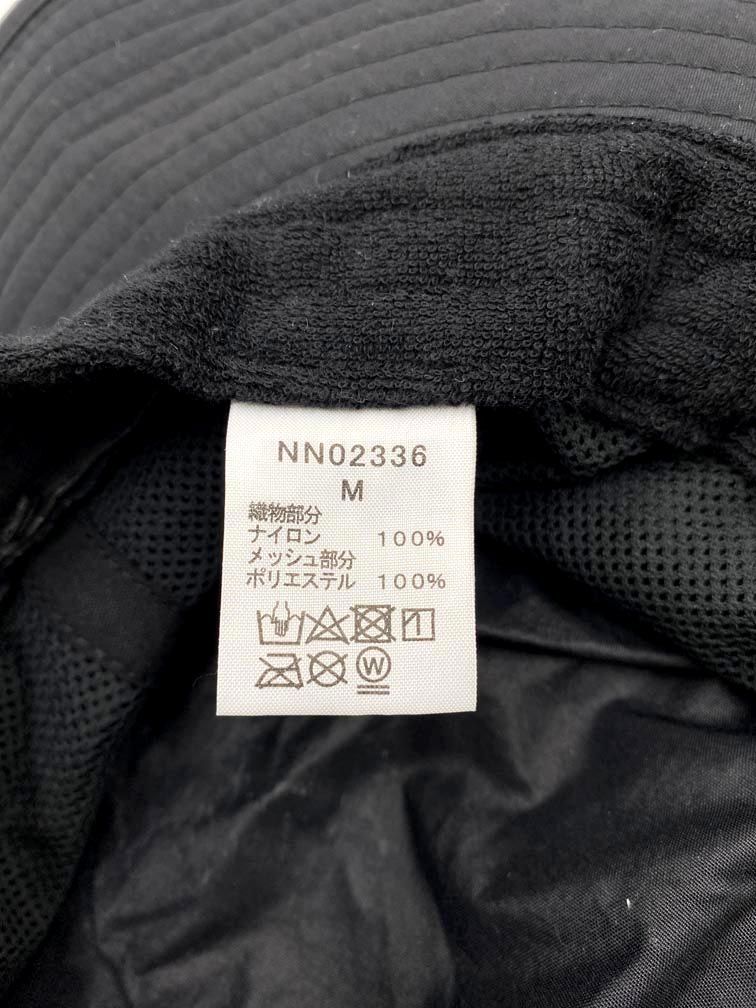 NN02336
M
織物部分
ナイロン 100%
メッシュ部分
ポリエステル 100%
W